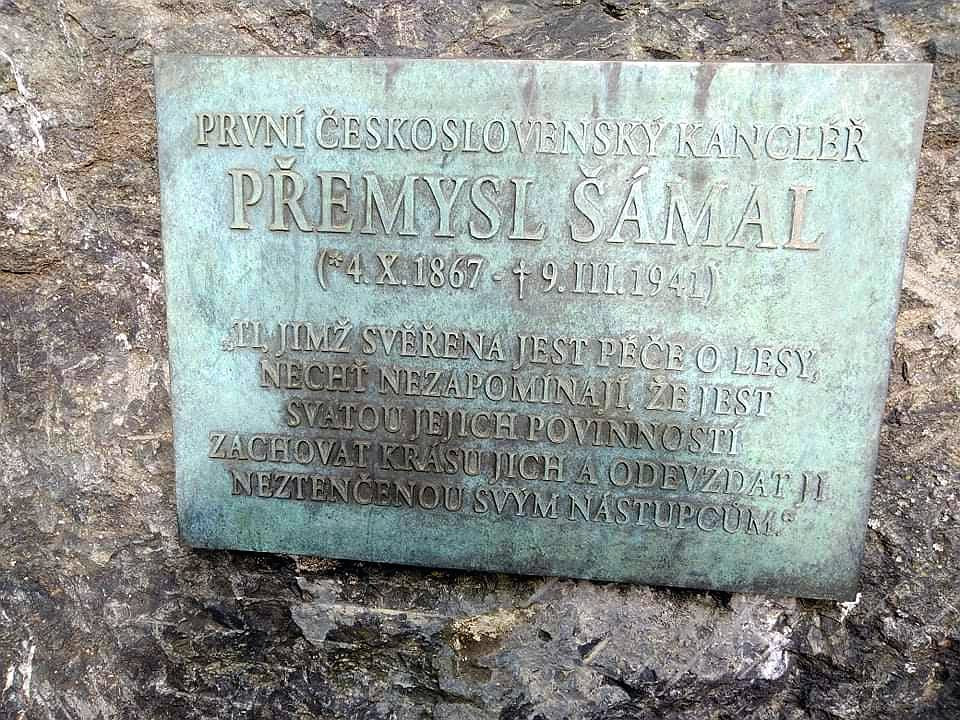 PRVNÍ ČESKOSLOVENSKÝ KANCLÉŘ
PŘEMYSL ŠÁMAL
(*4. X. 1867 - † 9. III. 1941)
„TI, JIMŽ SVĚŘENA JEST PÉČE O LESY,
NECHŤ NEZAPOMÍNAJÍ, ŽE JEST
SVATOU JEJICH POVINNOSTÍ
ZACHOVAT KRÁSU JICH A ODEVZDAT JI
NEZTENČENOU SVÝM NÁSTUPCŮM.“